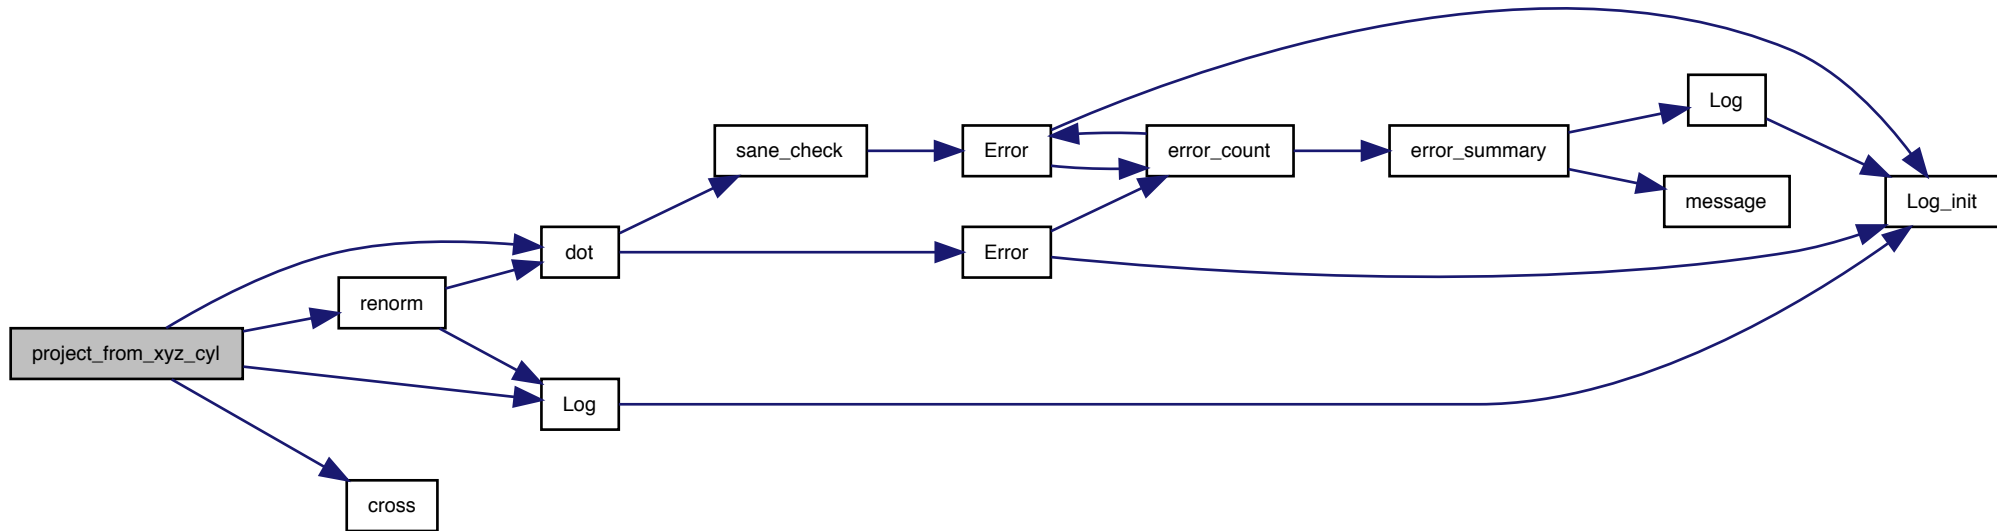 project_from_xyz_cyl
renorm
cross
dot
Log
sane_check
Error
Error
error_count
error_summary
Log
message
Log_init